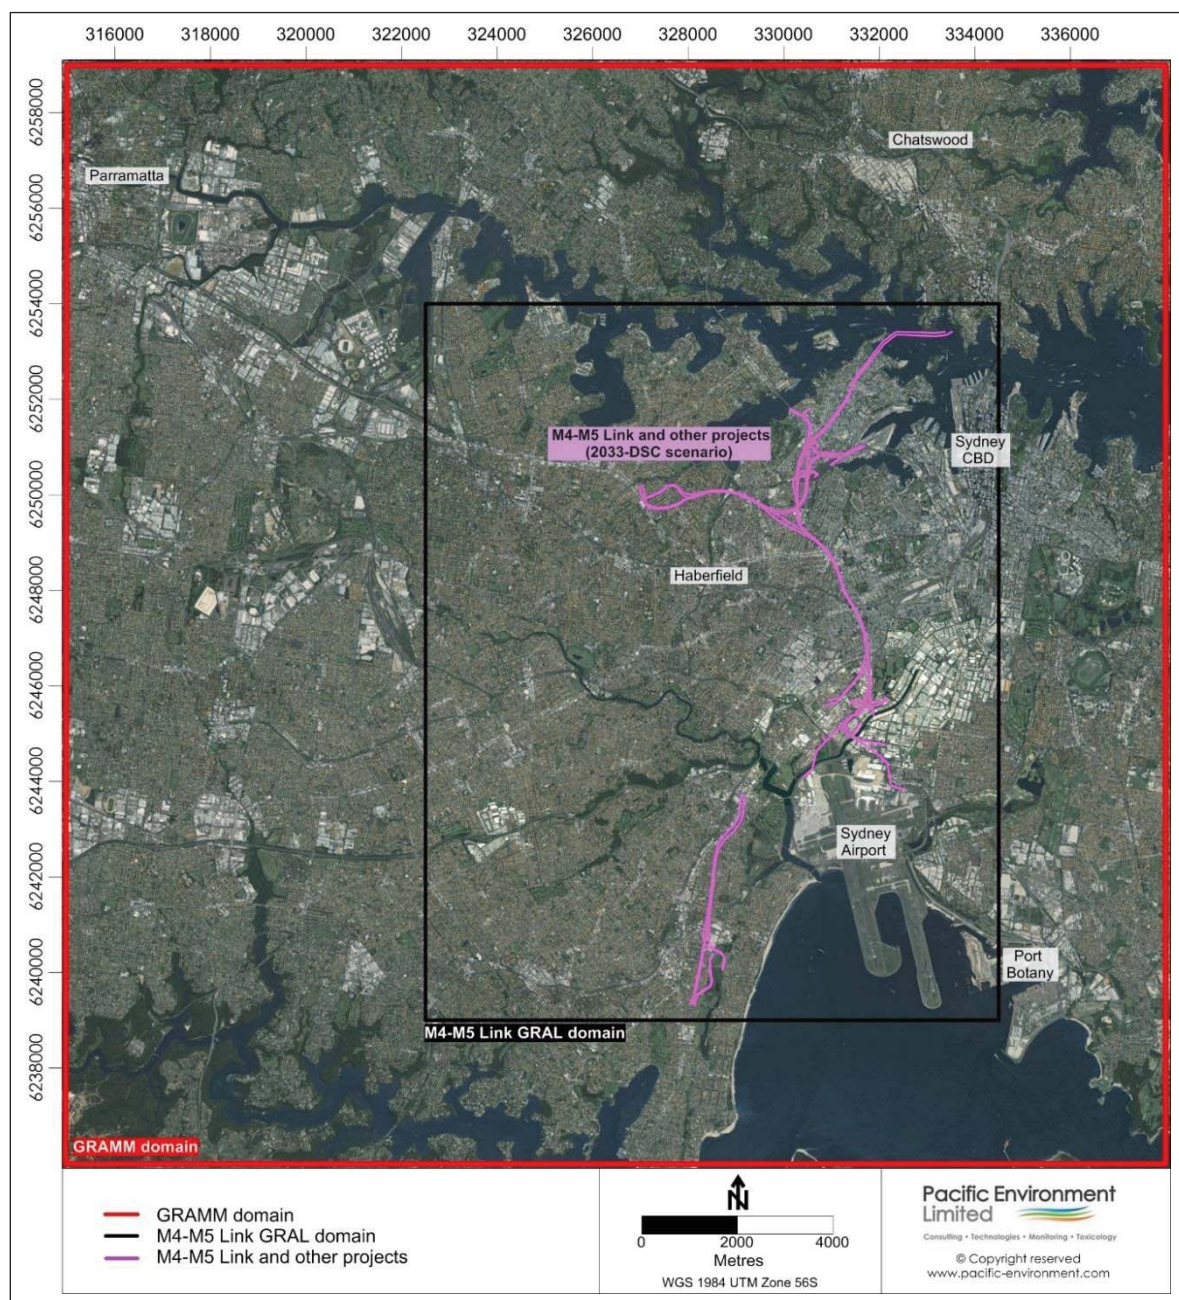 316000 318000 320000 322000 324000 326000 328000 330000 332000 334000 336000
6258000
Chatswood
Parramatta
6256000
6254000
6252000
M4-M5 Link and other projects
(2033-DSC scenario)
Sydney
CBD
6250000
Haberfield
6248000
6246000
6244000
Sydney
Airport
6242000
6240000
Port
Botany
M4-M5 Link GRAL domain
6238000
GRAMM domain
GRAMM domain
M4-M5 Link GRAL domain
M4-M5 Link and other projects
N
0 2000 4000
Metres
WGS 1984 UTM Zone 56S
Pacific Environment
Limited
Consulting • Technologies • Monitoring • Toxicology
© Copyright reserved
www.pacific-environment.com